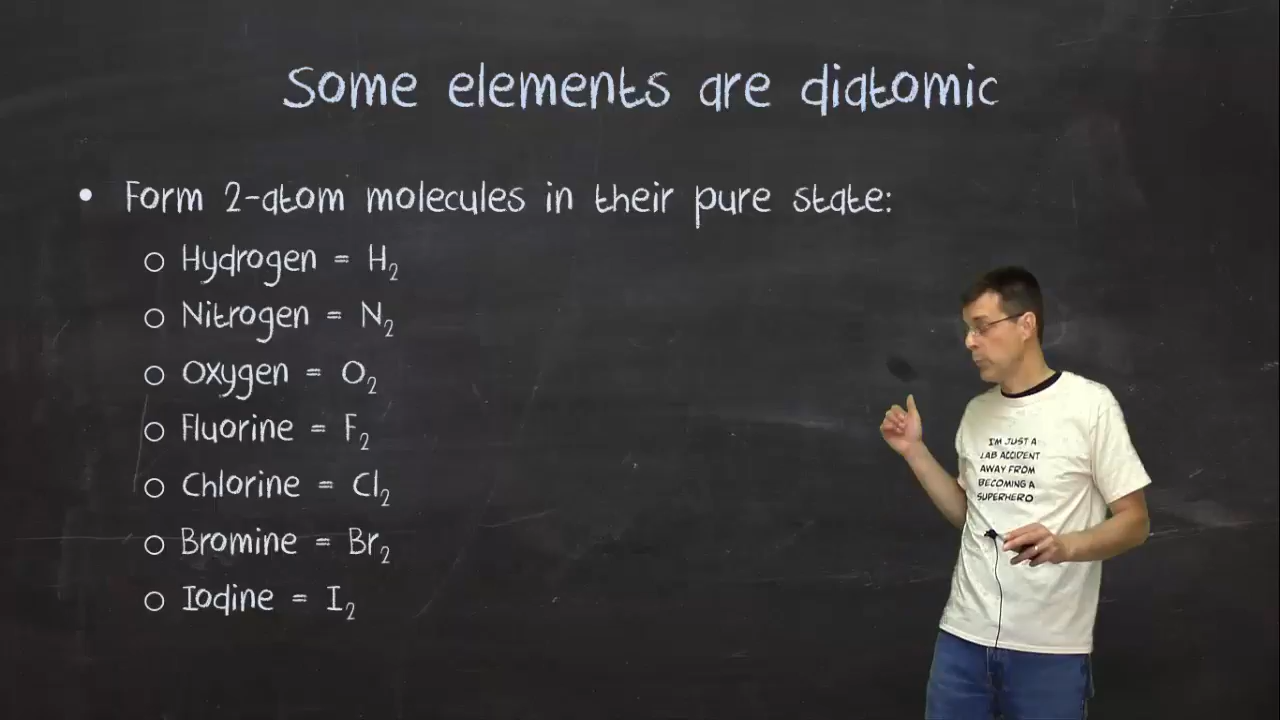 Some elements are diatomic
• Form 2-atom molecules in their pure state:
○ Hydrogen = H₂
○ Nitrogen = N₂
○ Oxygen = O₂
○ Fluorine = F₂
○ Chlorine = Cl₂
○ Bromine = Br₂
○ Iodine = I₂
I'M JUST A
LAB ACCIDENT
AWAY FROM
BECOMING A
SUPERHERO